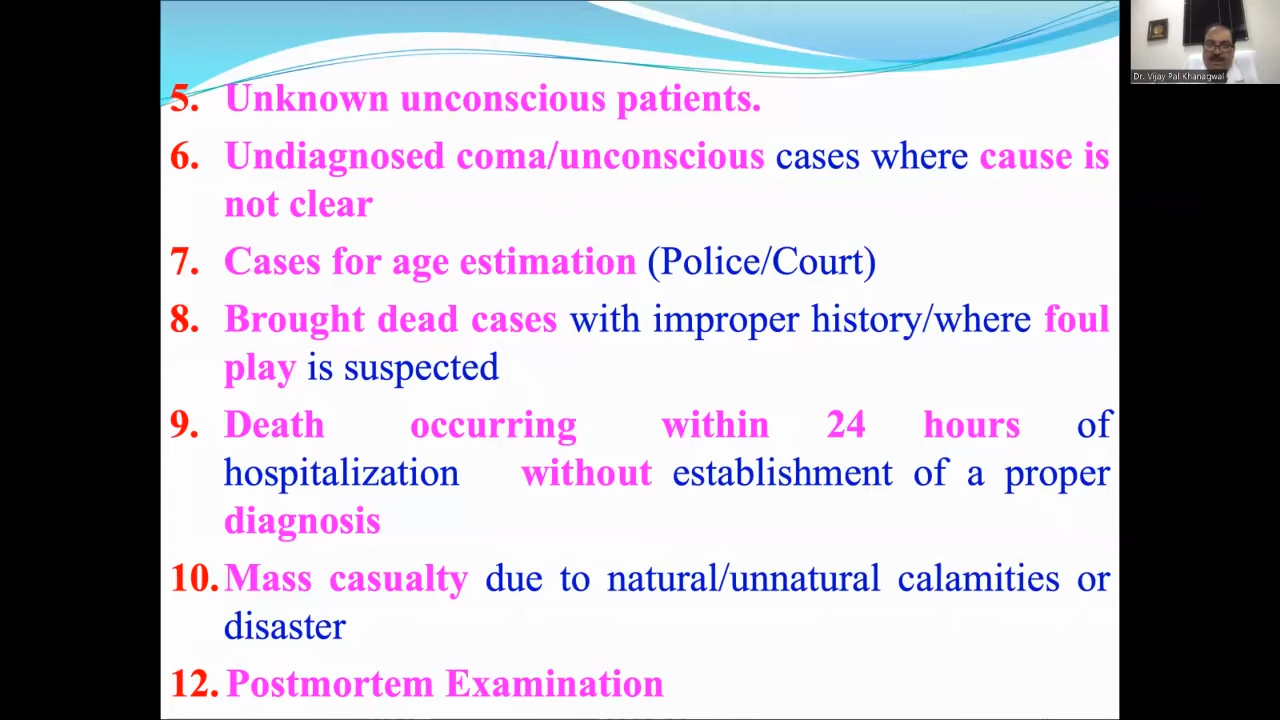 5. Unknown unconscious patients.
6. Undiagnosed coma/unconscious cases where cause is
not clear
7. Cases for age estimation (Police/Court)
8. Brought dead cases with improper history/where foul
play is suspected
9. Death occurring within 24 hours of
hospitalization without establishment of a proper
diagnosis
10. Mass casualty due to natural/unnatural calamities or
disaster
12. Postmortem Examination
Dr. Vijay Pal Khanagwal